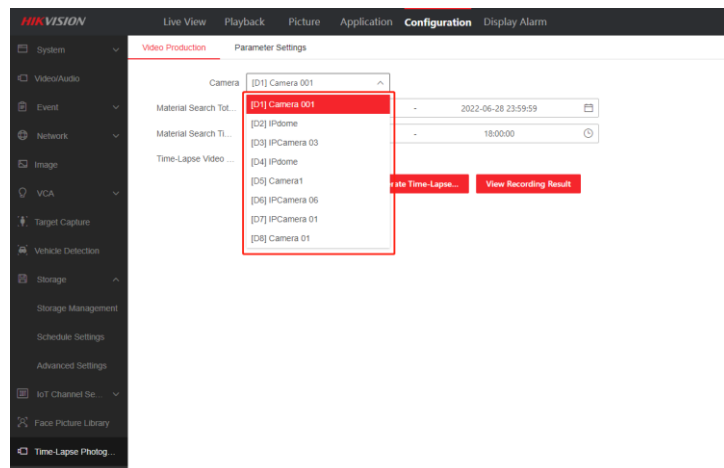 HIKVISION Live View Playback Picture Application Configuration Display Alarm
System
Video Production Parameter Settings
Video/Audio
Camera [D1] Camera 001
Event
Material Search Tot... [D1] Camera 001 - 2022-06-28 23:59:59
[D2] IPdome
Network
Material Search Ti... [D3] IPCamera 03 - 18:00:00
Image
Time-Lapse Video ... [D4] IPdome
[D5] Camera1
VCA
rate Time-Lapse... View Recording Result
[D6] IPCamera 06
Target Capture
[D7] IPCamera 01
[D8] Camera 01
Vehicle Detection
Storage
Storage Management
Schedule Settings
Advanced Settings
IoT Channel Se...
Face Picture Library
Time-Lapse Photog...